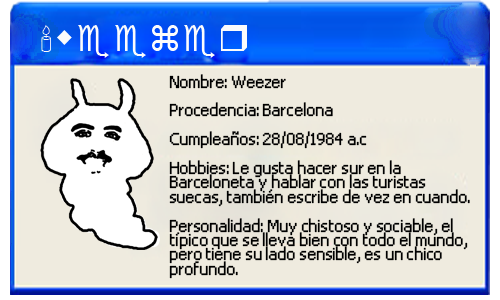 🕯⬥♏♏⌘♏❒
Nombre: Weezer
Procedencia: Barcelona
Cumpleaños: 28/08/1984 a.c
Hobbies: Le gusta hacer sur en la
Barceloneta y hablar con las turistas
suecas, también escribe de vez en cuando.
Personalidad: Muy chistoso y sociable, el
típico que se lleva bien con todo el mundo,
pero tiene su lado sensible, es un chico
profundo.